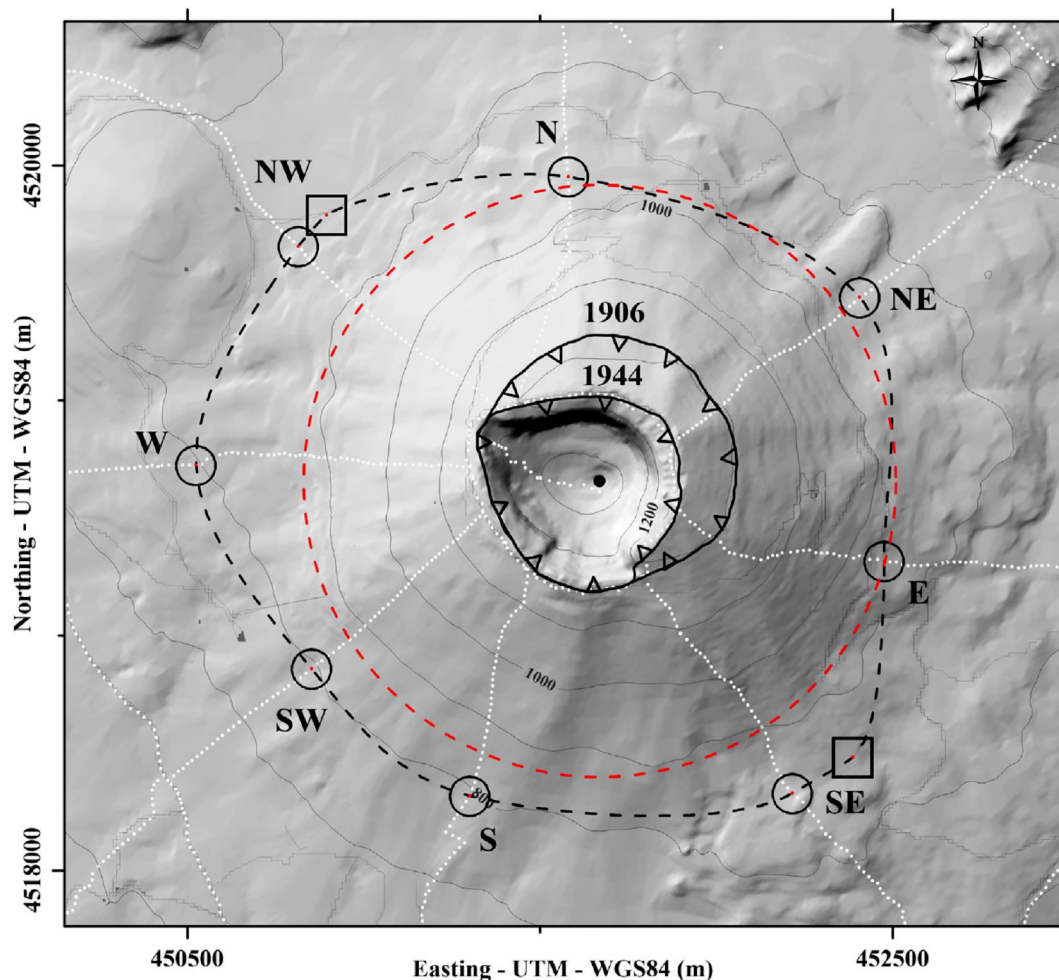 N
N
4520000
NW
1000
NE
1906
1944
W
Northing - UTM - WGS84 (m)
1200
E
1000
SW
800
SE
S
4518000
450500
452500
Easting - UTM - WGS84 (m)